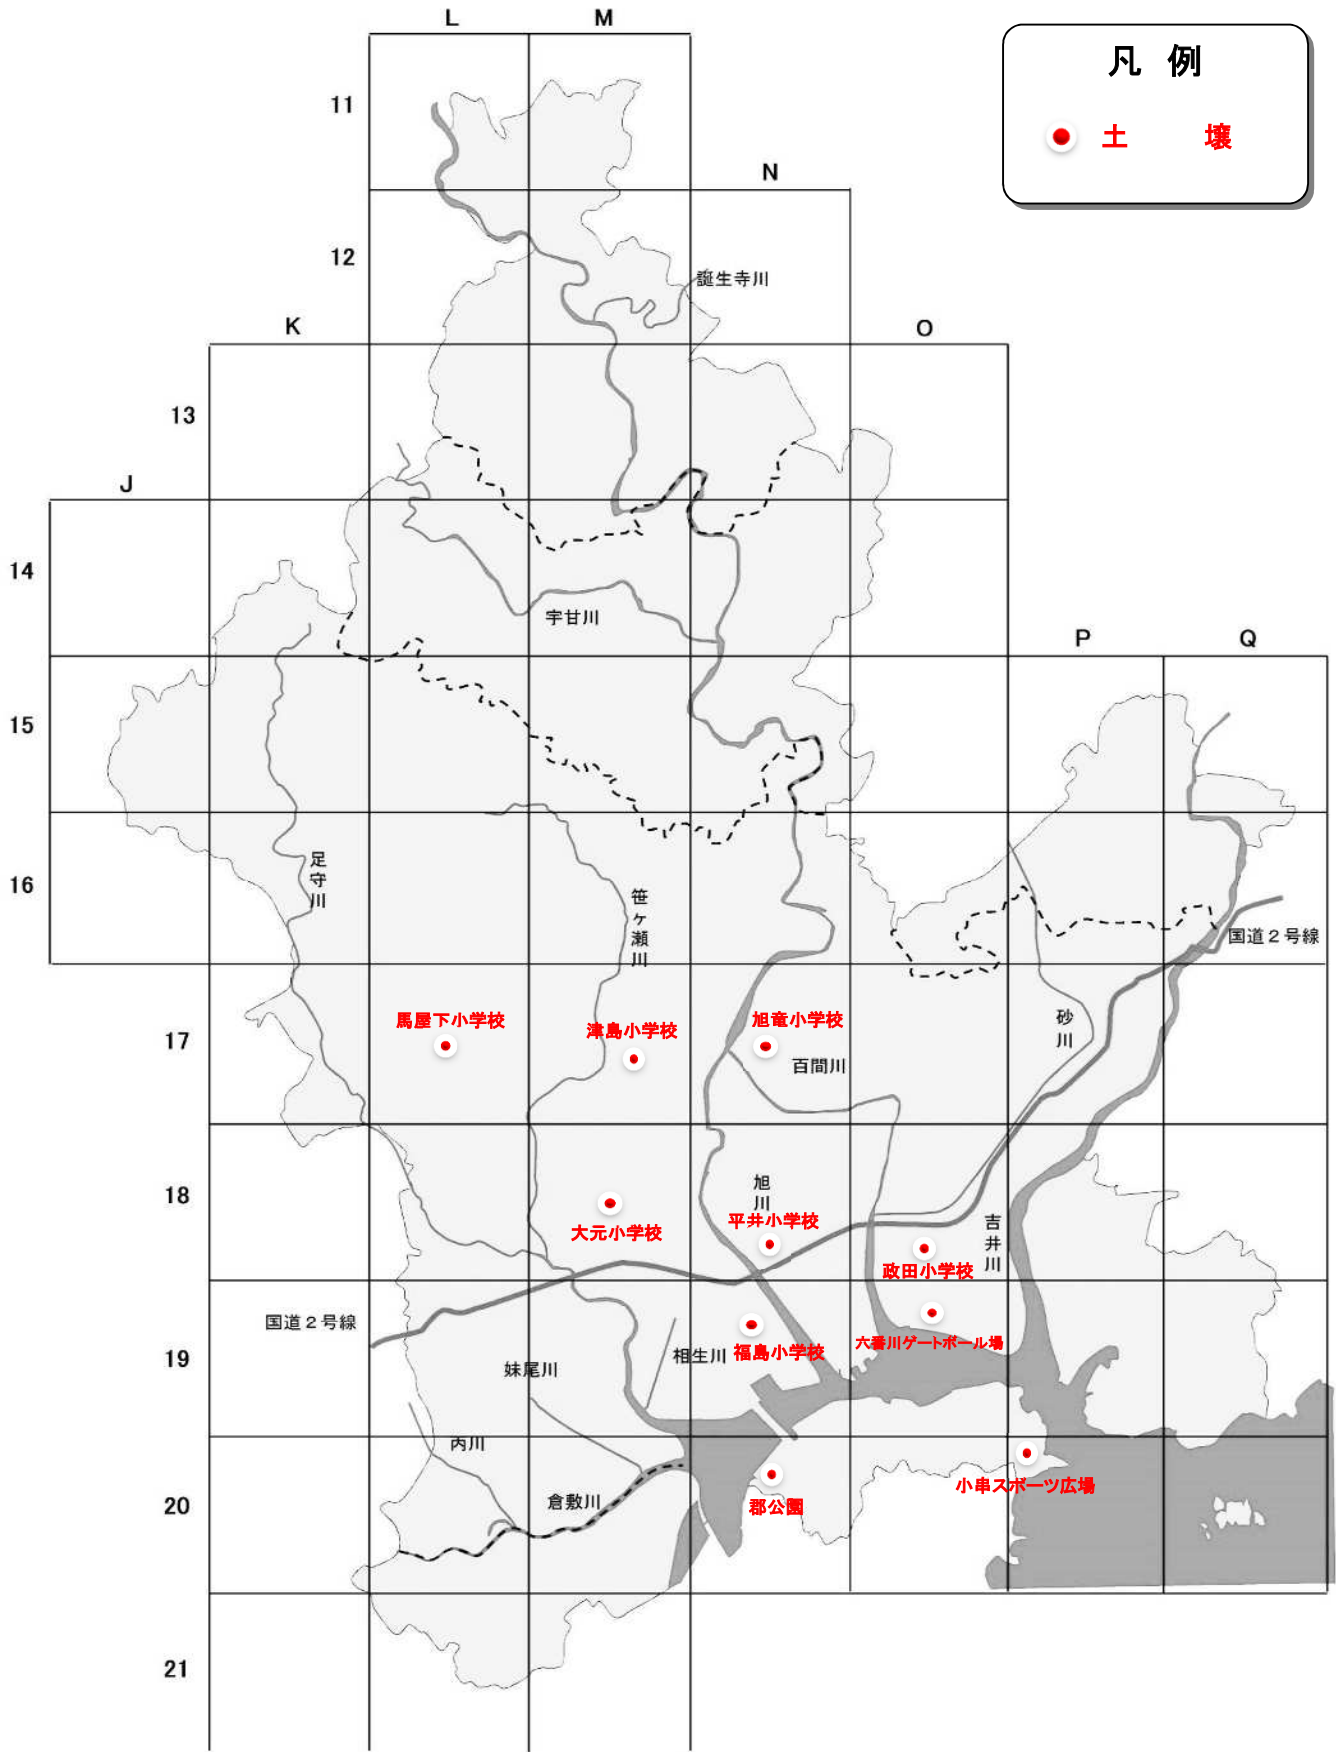 L
M
凡 例
11
土 壌
N
12
誕生寺川
K
O
13
J
14
宇甘川
P
Q
15
足守川
16
笹ヶ瀬川
国道２号線
馬屋下小学校
津島小学校
旭竜小学校
砂川
17
百間川
旭川
18
平井小学校
大元小学校
吉井川
政田小学校
国道２号線
六番川ゲートボール場
19
相生川
福島小学校
妹尾川
内川
小串スポーツ広場
倉敷川
20
郡公園
21